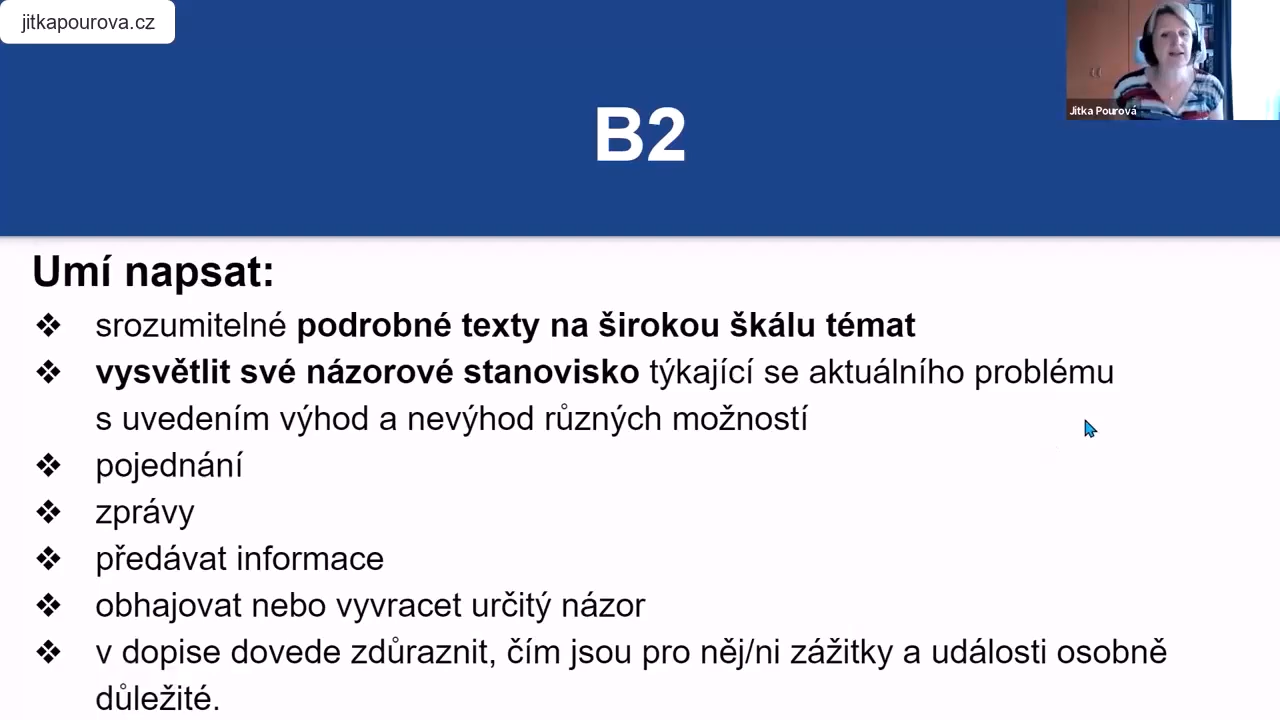 jitkapourova.cz
Jitka Pourová
B2
Umí napsat:
❖ srozumitelné podrobné texty na širokou škálu témat
❖ vysvětlit své názorové stanovisko týkající se aktuálního problému
s uvedením výhod a nevýhod různých možností
❖ pojednání
❖ zprávy
❖ předávat informace
❖ obhajovat nebo vyvracet určitý názor
❖ v dopise dovede zdůraznit, čím jsou pro něj/ni zážitky a události osobně
důležité.